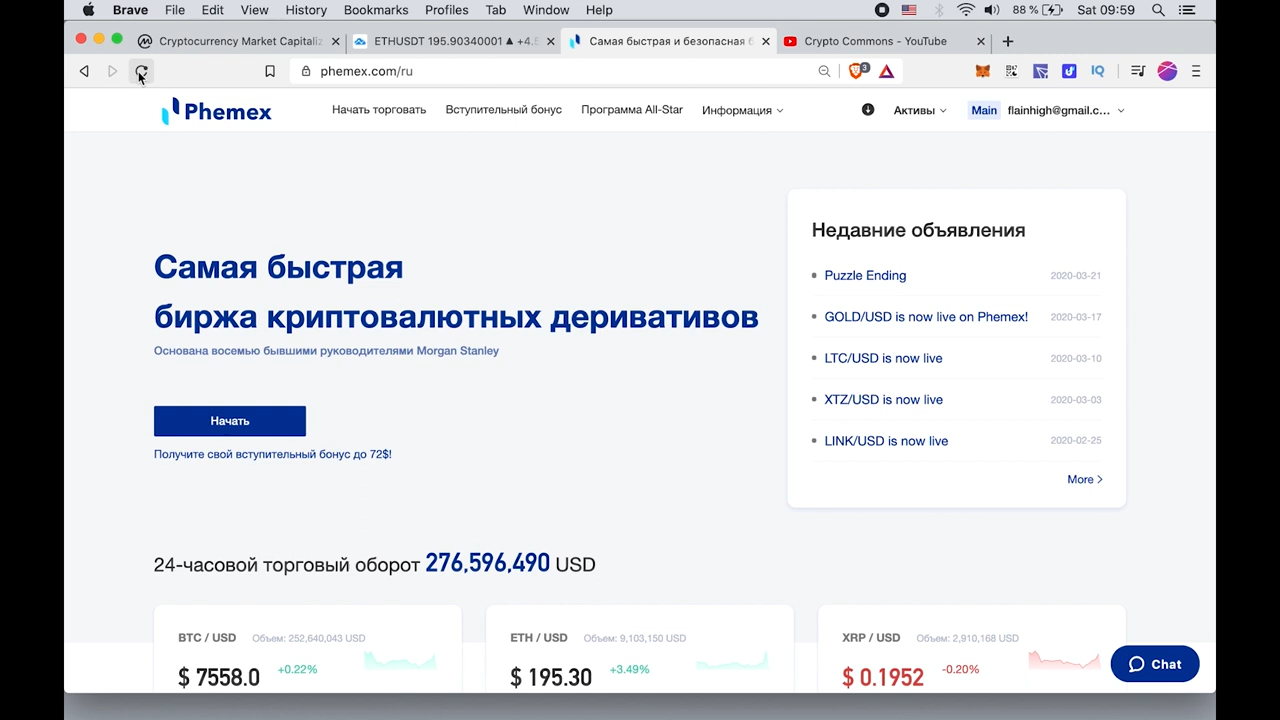 Brave File Edit View History Bookmarks Profiles Tab Window Help 88 % Sat 09:59
Cryptocurrency Market Capitaliz ETHUSDT 195.90340001 ▲ +4. Самая быстрая и безопасная Crypto Commons - YouTube
phemex.com/ru 3 IQ
Phemex Начать торговать Вступительный бонус Программа All-Star Информация Активы Main flainhigh@gmail.c...
Недавние объявления
Puzzle Ending 2020-03-21
GOLD/USD is now live on Phemex! 2020-03-17
LTC/USD is now live 2020-03-10
XTZ/USD is now live 2020-03-03
LINK/USD is now live 2020-02-25
More >
Самая быстрая
биржа криптовалютных деривативов
Основана восемью бывшими руководителями Morgan Stanley
Начать
Получите свой вступительный бонус до 72$!
24-часовой торговый оборот 276,596,490 USD
BTC / USD Объем: 252,640,043 USD
$ 7558.0 +0.22%
ETH / USD Объем: 9,103,150 USD
$ 195.30 +3.49%
XRP / USD Объем: 2,910,168 USD
$ 0.1952 -0.20%
Chat